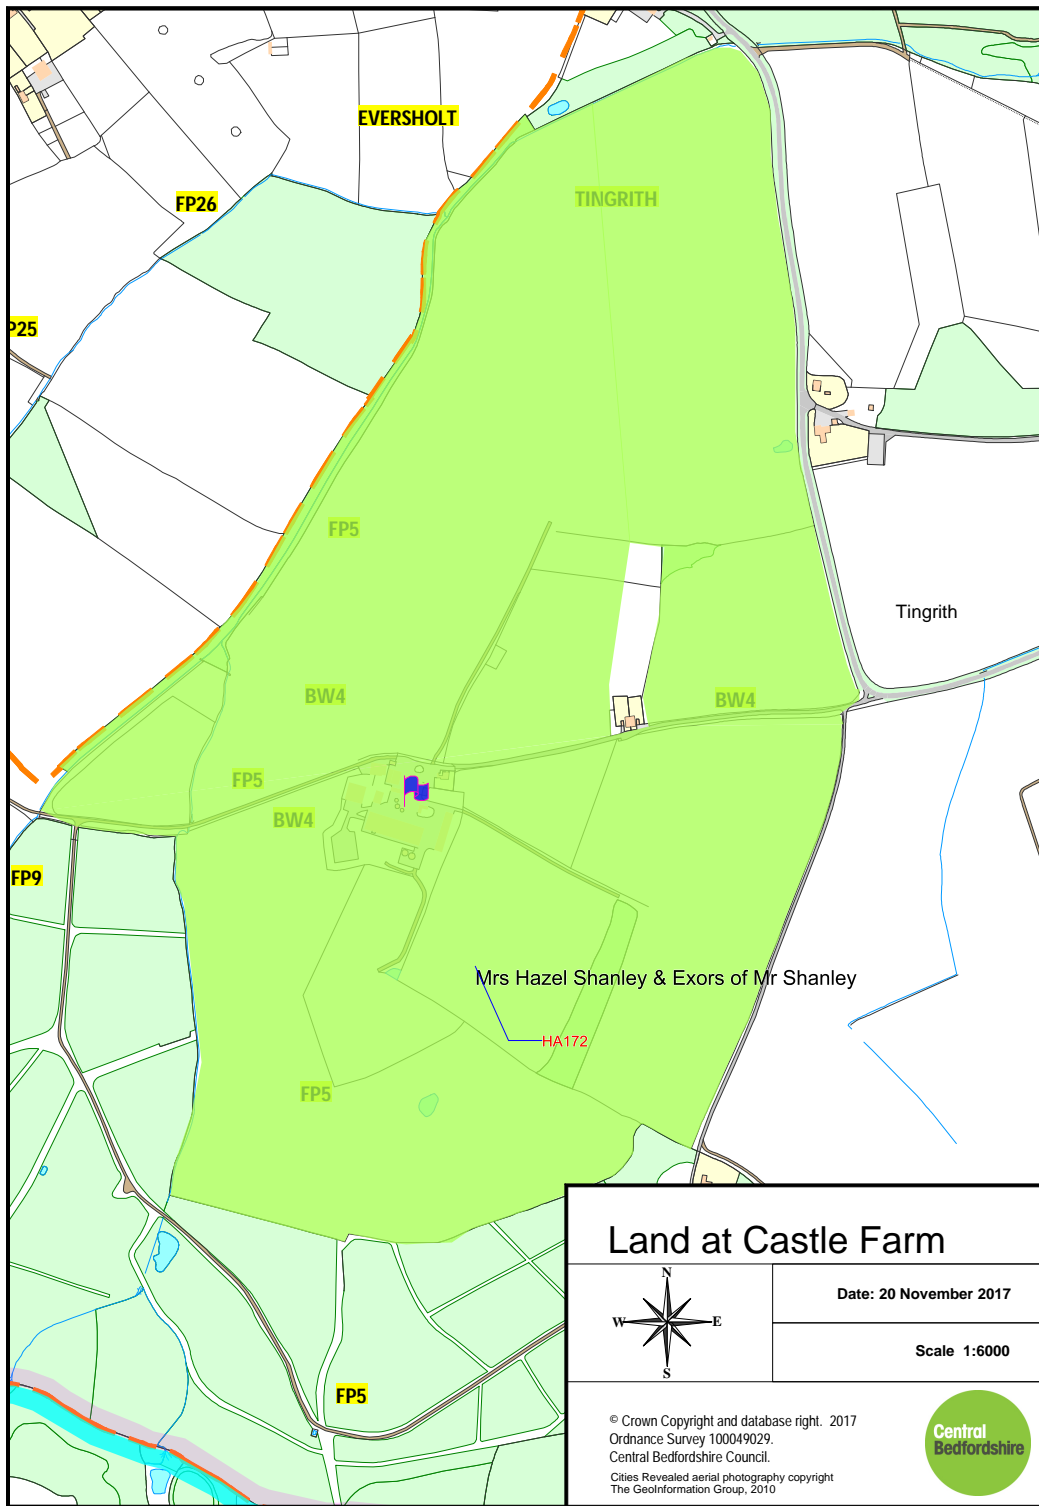 EVERSHOLT
TINGRITH
FP26
P25
FP5
Tingrith
BW4
BW4
FP5
BW4
FP9
Mrs Hazel Shanley & Exors of Mr Shanley
HA172
FP5
FP5
Land at Castle Farm
N
W E
S
Date: 20 November 2017
Scale 1:6000
© Crown Copyright and database right. 2017
Ordnance Survey 100049029.
Central Bedfordshire Council.
Cities Revealed aerial photography copyright
The GeoInformation Group, 2010
Central
Bedfordshire